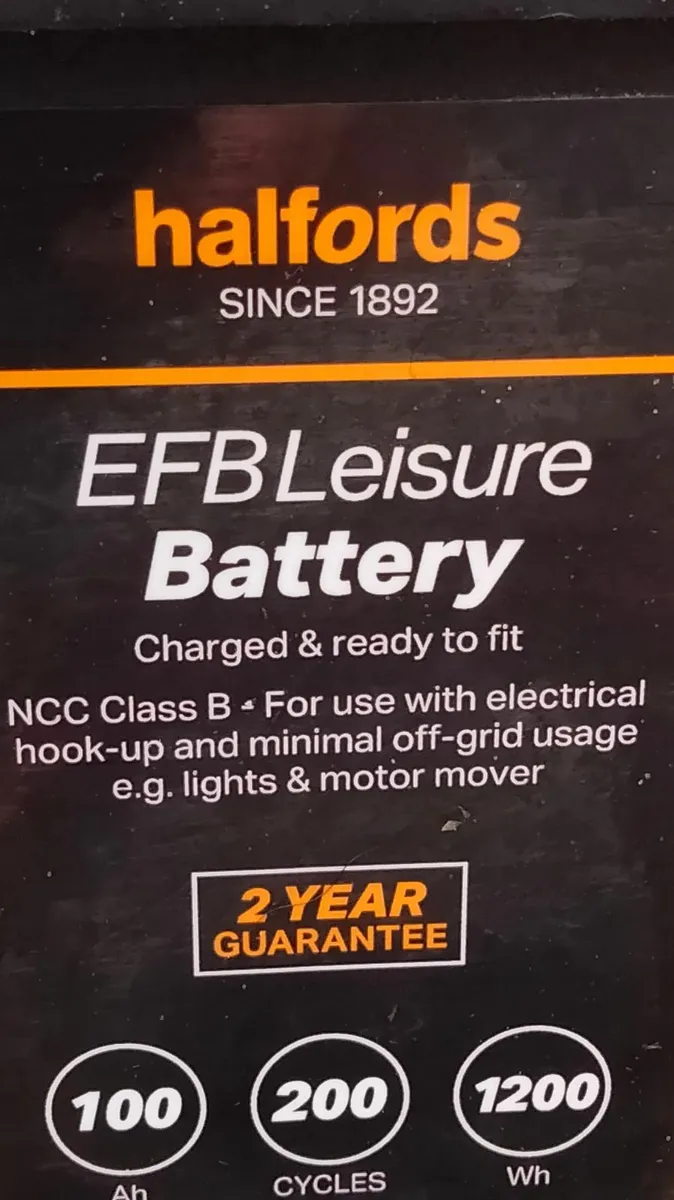 halfords
SINCE 1892
EFB Leisure
Battery
Charged & ready to fit
NCC Class B - For use with electrical
hook-up and minimal off-grid usage
e.g. lights & motor mover
2 YEAR
GUARANTEE
100 200 1200
Ah CYCLES Wh